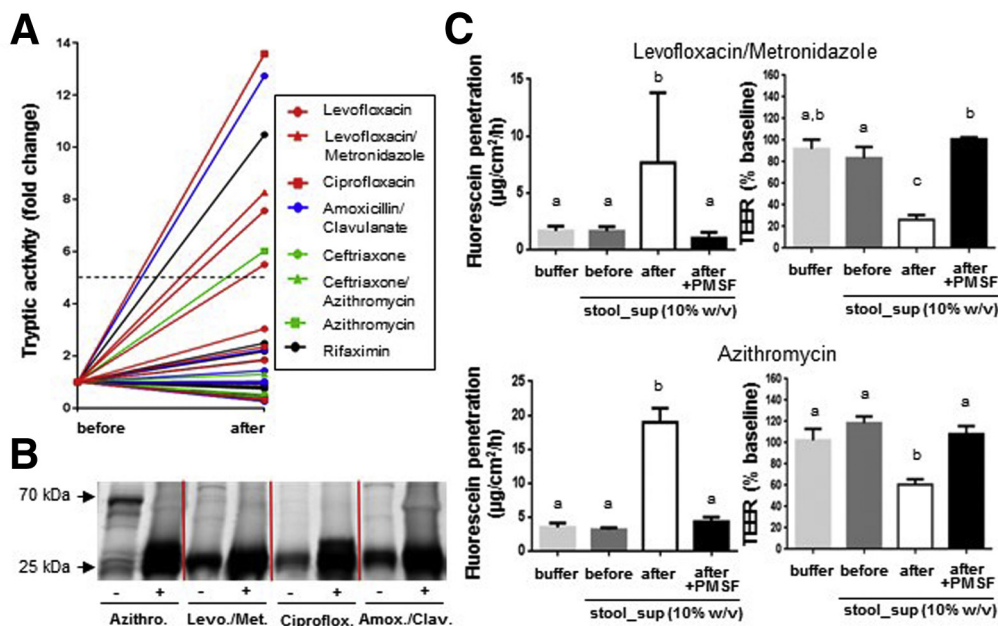 A
Tryptic activity (fold change)
14
12
10
8
6
4
2
0
before
after
Levofloxacin
Levofloxacin/
Metronidazole
Ciprofloxacin
Amoxicillin/
Clavulanate
Ceftriaxone
Ceftriaxone/
Azithromycin
Azithromycin
Rifaximin
B
70 kDa
25 kDa
- + - + - + - +
Azithro. Levo./Met. Ciproflox. Amox./Clav.
C
Levofloxacin/Metronidazole
Fluorescein penetration
(µg/cm²/h)
15
10
5
0
a a b a
buffer before after after
+PMSF
stool_sup (10% w/v)
TEER (% baseline)
160
140
120
100
80
60
40
20
0
a,b a c b
buffer before after after
+PMSF
stool_sup (10% w/v)
Azithromycin
Fluorescein penetration
(µg/cm²/h)
25
20
15
10
5
0
a a b a
buffer before after after
+PMSF
stool_sup (10% w/v)
TEER (% baseline)
160
140
120
100
80
60
40
20
0
a a b a
buffer before after after
+PMSF
stool_sup (10% w/v)